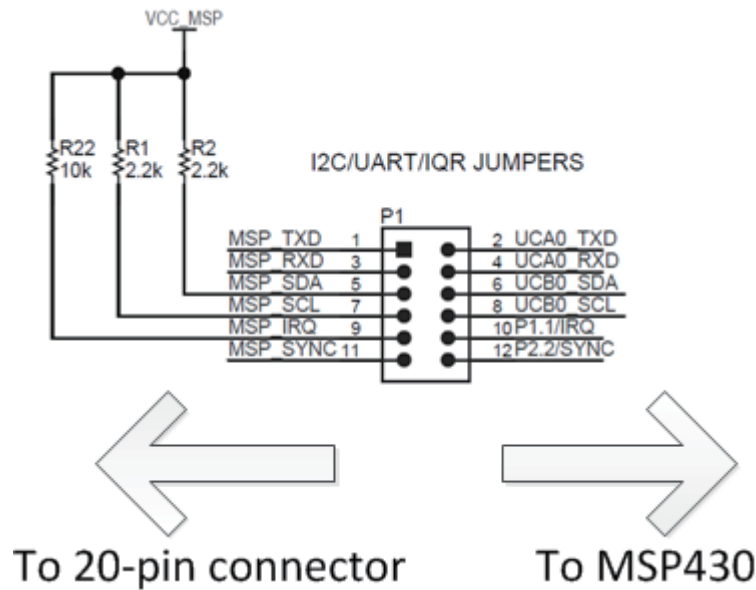 VCC_MSP
R22 R1 R2
10k 2.2k 2.2k
I2C/UART/IQR JUMPERS
P1
MSP_TXD 1 2 UCA0_TXD
MSP_RXD 3 4 UCA0_RXD
MSP_SDA 5 6 UCB0_SDA
MSP_SCL 7 8 UCB0_SCL
MSP_IRQ 9 10 P1.1/IRQ
MSP_SYNC 11 12 P2.2/SYNC
To 20-pin connector To MSP430